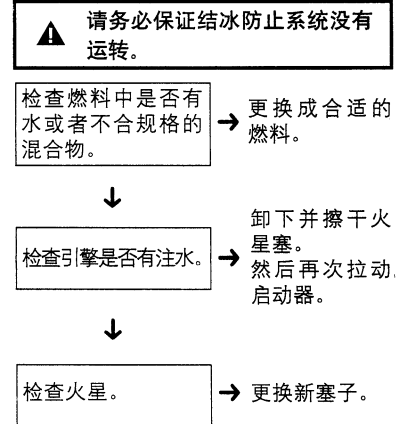 请务必保证结冰防止系统没有
运转。
检查燃料中是否有
水或者不合规格的
混合物。
更换成合适的
燃料。
检查引擎是否有注水。
卸下并擦干火
星塞。
然后再次拉动
启动器。
检查火星。
更换新塞子。